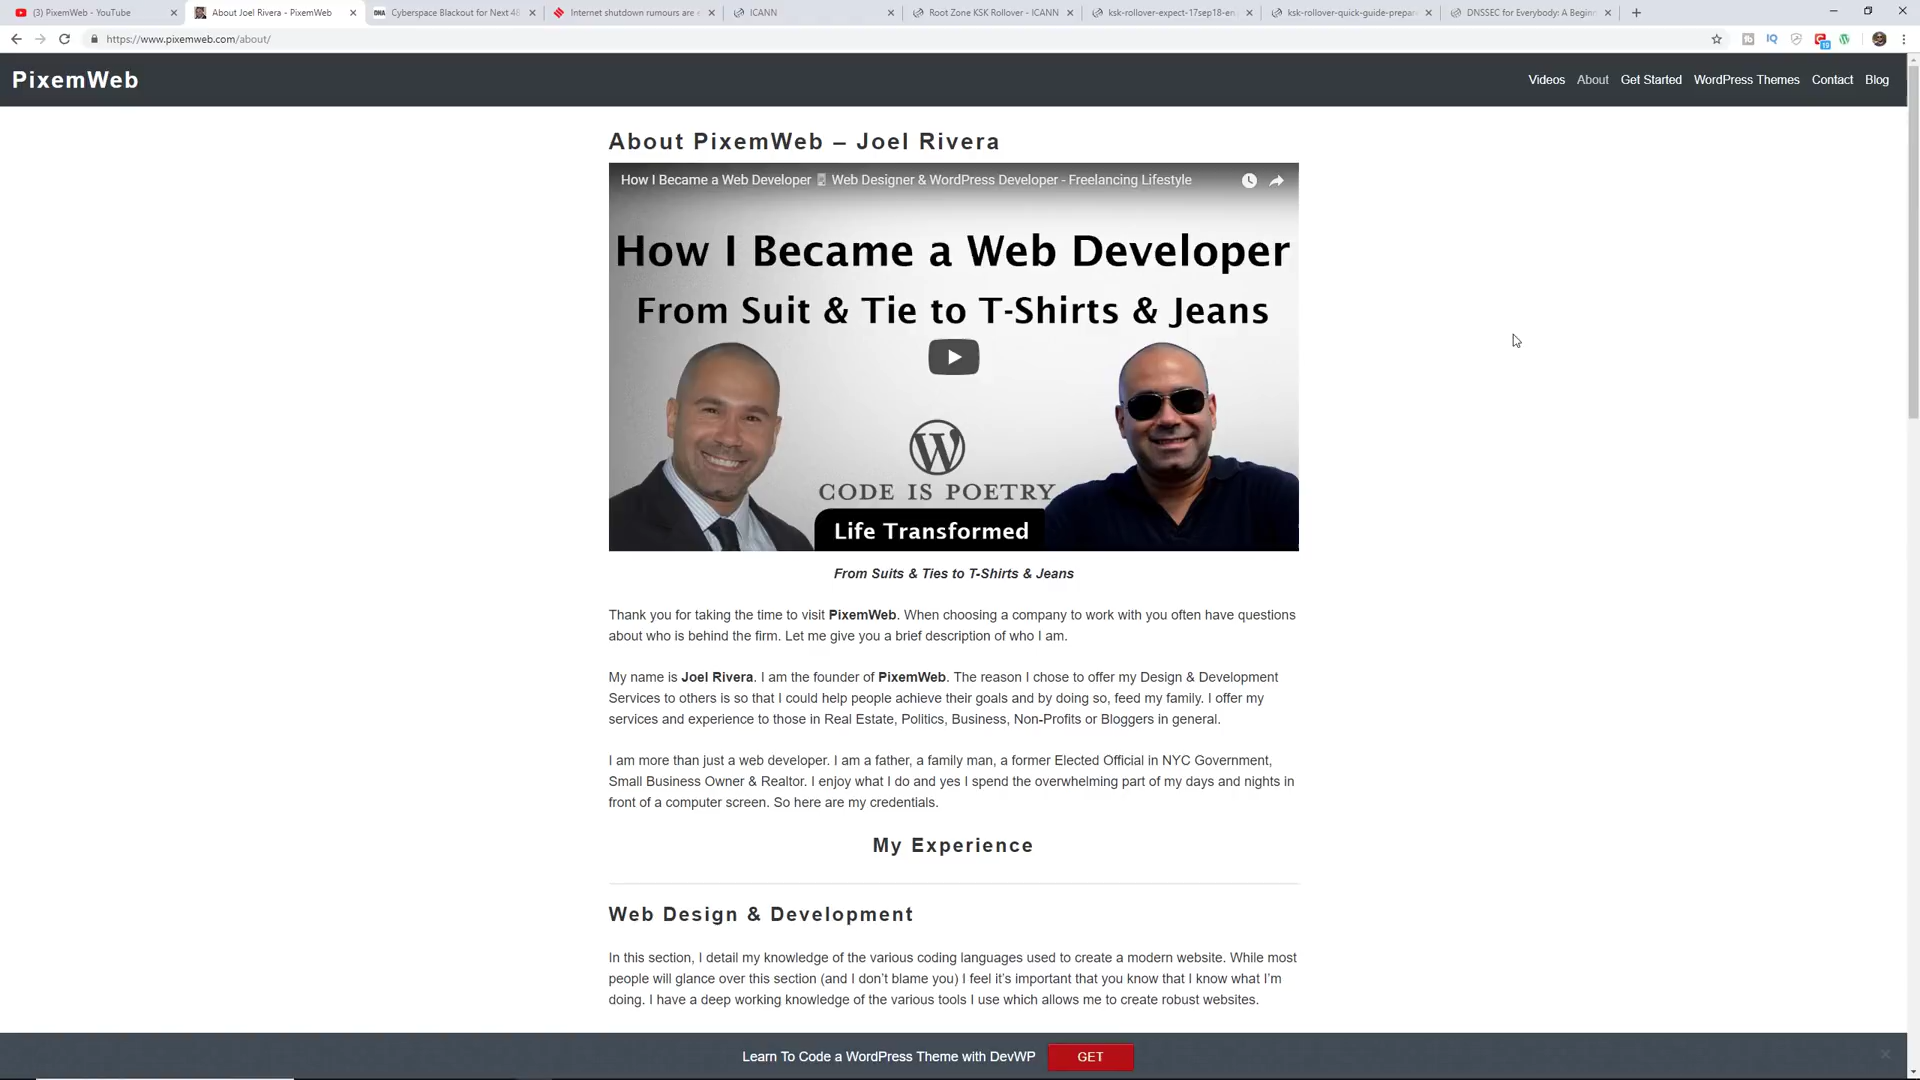 (3) PixemWeb - YouTube
About Joel Rivera - PixemWeb
DNA Cyberspace Blackout for Next 48
Internet shutdown rumours are e
ICANN
Root Zone KSK Rollover - ICANN
ksk-rollover-expect-17sep18-en.
ksk-rollover-quick-guide-prepare
DNSSEC for Everybody: A Beginn
https://www.pixemweb.com/about/
IQ
19
PixemWeb
Videos About Get Started WordPress Themes Contact Blog
About PixemWeb – Joel Rivera
How I Became a Web Developer Web Designer & WordPress Developer - Freelancing Lifestyle
How I Became a Web Developer
From Suit & Tie to T-Shirts & Jeans
CODE IS POETRY
Life Transformed
From Suits & Ties to T-Shirts & Jeans
Thank you for taking the time to visit PixemWeb. When choosing a company to work with you often have questions
about who is behind the firm. Let me give you a brief description of who I am.
My name is Joel Rivera. I am the founder of PixemWeb. The reason I chose to offer my Design & Development
Services to others is so that I could help people achieve their goals and by doing so, feed my family. I offer my
services and experience to those in Real Estate, Politics, Business, Non-Profits or Bloggers in general.
I am more than just a web developer. I am a father, a family man, a former Elected Official in NYC Government,
Small Business Owner & Realtor. I enjoy what I do and yes I spend the overwhelming part of my days and nights in
front of a computer screen. So here are my credentials.
My Experience
Web Design & Development
In this section, I detail my knowledge of the various coding languages used to create a modern website. While most
people will glance over this section (and I don't blame you) I feel it's important that you know that I know what I'm
doing. I have a deep working knowledge of the various tools I use which allows me to create robust websites.
Learn To Code a WordPress Theme with DevWP GET